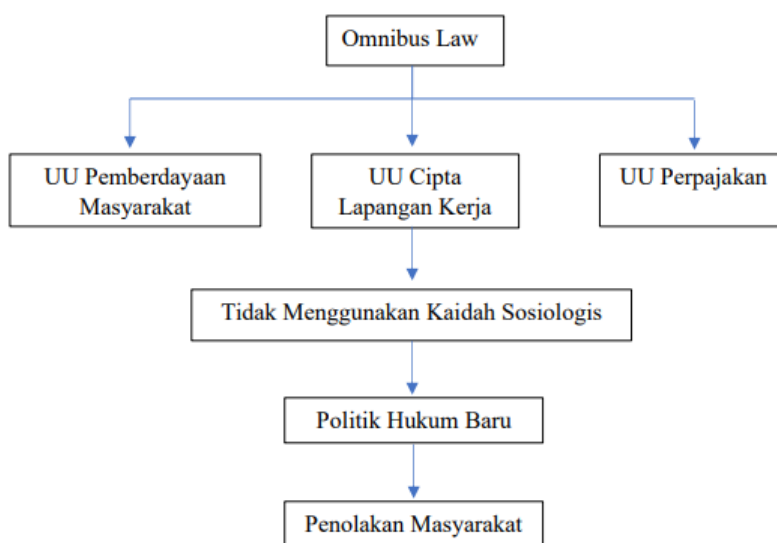 Omnibus Law
UU Pemberdayaan
Masyarakat
UU Cipta
Lapangan Kerja
UU Perpajakan
Tidak Menggunakan Kaidah Sosiologis
Politik Hukum Baru
Penolakan Masyarakat